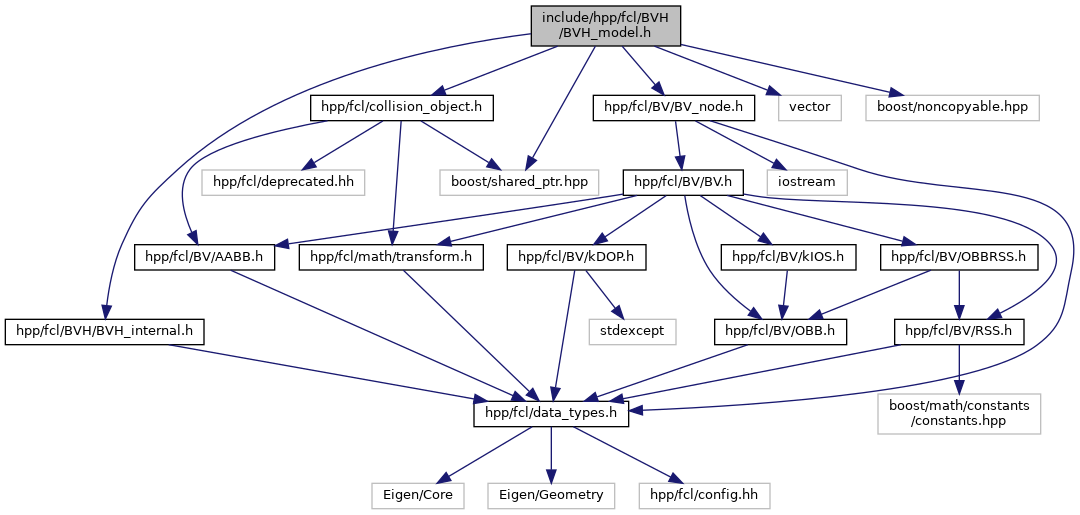 include/hpp/fcl/BVH
/BVH_model.h
hpp/fcl/collision_object.h
hpp/fcl/BV/BV_node.h
vector
boost/noncopyable.hpp
hpp/fcl/deprecated.hh
boost/shared_ptr.hpp
hpp/fcl/BV/BV.h
iostream
hpp/fcl/BV/AABB.h
hpp/fcl/math/transform.h
hpp/fcl/BV/kDOP.h
hpp/fcl/BV/kIOS.h
hpp/fcl/BV/OBBRSS.h
hpp/fcl/BVH/BVH_internal.h
stdexcept
hpp/fcl/BV/OBB.h
hpp/fcl/BV/RSS.h
hpp/fcl/data_types.h
boost/math/constants
/constants.hpp
Eigen/Core
Eigen/Geometry
hpp/fcl/config.hh